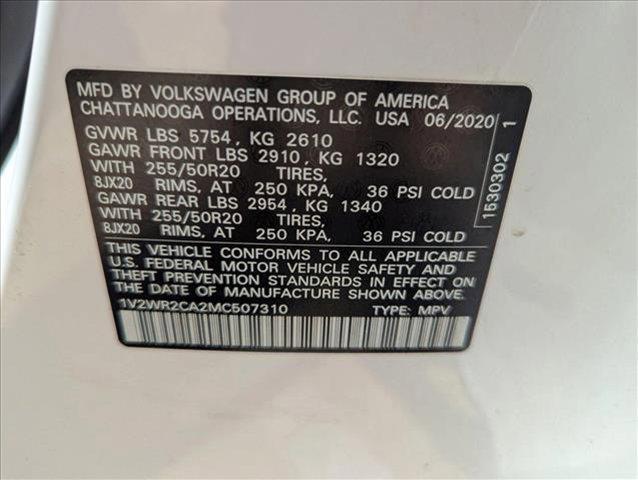 MFD BY VOLKSWAGEN GROUP OF AMERICA
CHATTANOOGA OPERATIONS, LLC. USA 06/2020
GVWR LBS 5754, KG 2610
GAWR FRONT LBS 2910, KG 1320
WITH 255/50R20 TIRES,
8JX20 RIMS, AT 250 KPA, 36 PSI COLD
GAWR REAR LBS 2954, KG 1340
WITH 255/50R20 TIRES,
8JX20 RIMS, AT 250 KPA, 36 PSI COLD
THIS VEHICLE CONFORMS TO ALL APPLICABLE
U.S. FEDERAL MOTOR VEHICLE SAFETY AND
THEFT PREVENTION STANDARDS IN EFFECT ON
THE DATE OF MANUFACTURE SHOWN ABOVE.
1V2WR2CA2MC507310 TYPE: MPV
1530302 1